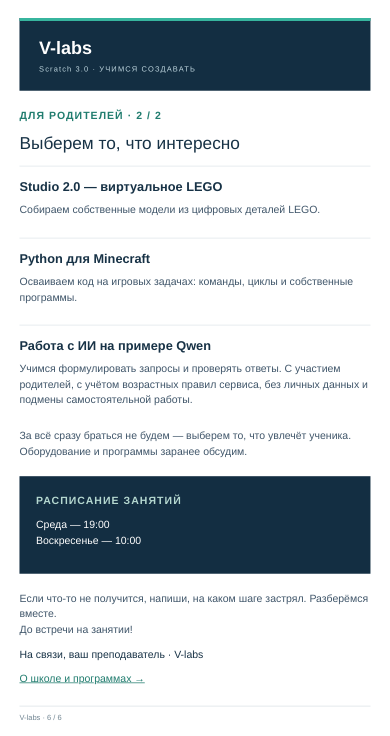 V-labs
Scratch 3.0 · УЧИМСЯ СОЗДАВАТЬ
ДЛЯ РОДИТЕЛЕЙ · 2 / 2
Выберем то, что интересно
Studio 2.0 — виртуальное LEGO
Собираем собственные модели из цифровых деталей LEGO.
Python для Minecraft
Осваиваем код на игровых задачах: команды, циклы и собственные
программы.
Работа с ИИ на примере Qwen
Учимся формулировать запросы и проверять ответы. С участием
родителей, с учётом возрастных правил сервиса, без личных данных и
подмены самостоятельной работы.
За всё сразу браться не будем — выберем то, что увлечёт ученика.
Оборудование и программы заранее обсудим.
РАСПИСАНИЕ ЗАНЯТИЙ
Среда — 19:00
Воскресенье — 10:00
Если что-то не получится, напиши, на каком шаге застрял. Разберёмся
вместе.
До встречи на занятии!
На связи, ваш преподаватель · V-labs
О школе и программах →
V-labs · 6 / 6